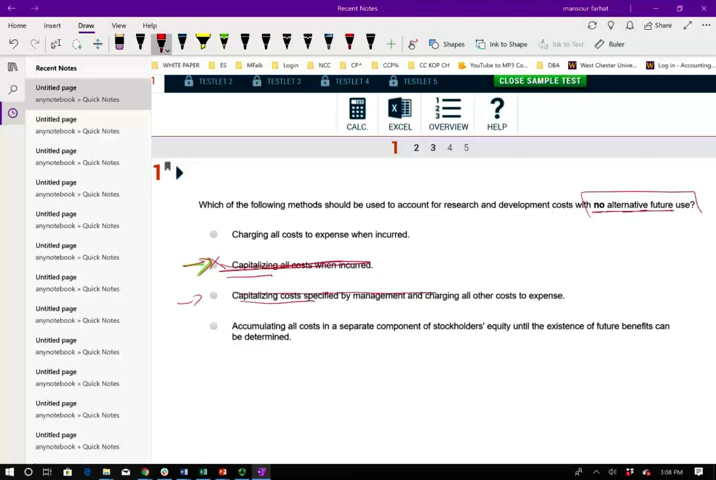 Recent Notes
mansour farhat
Home Insert Draw View Help
Share
Shapes Ink to Shape Ink to Text Ruler
WHITE PAPER ES MFalk Login NCC CP^ CCP% CC KOP CH YouTube to MP3 Co... DBA West Chester Unive... Log in - Accounting...
Recent Notes
Untitled page
anynotebook » Quick Notes
Untitled page
anynotebook » Quick Notes
Untitled page
anynotebook » Quick Notes
Untitled page
anynotebook » Quick Notes
Untitled page
anynotebook » Quick Notes
Untitled page
anynotebook » Quick Notes
Untitled page
anynotebook » Quick Notes
Untitled page
anynotebook » Quick Notes
Untitled page
anynotebook » Quick Notes
Untitled page
anynotebook » Quick Notes
Untitled page
anynotebook » Quick Notes
Untitled page
anynotebook » Quick Notes
1 TESTLET 2 TESTLET 3 TESTLET 4 TESTLET 5 CLOSE SAMPLE TEST
CALC. EXCEL OVERVIEW HELP
1 2 3 4 5
1
Which of the following methods should be used to account for research and development costs with no alternative future use?
Charging all costs to expense when incurred.
Capitalizing all costs when incurred.
Capitalizing costs specified by management and charging all other costs to expense.
Accumulating all costs in a separate component of stockholders' equity until the existence of future benefits can
be determined.
3:08 PM